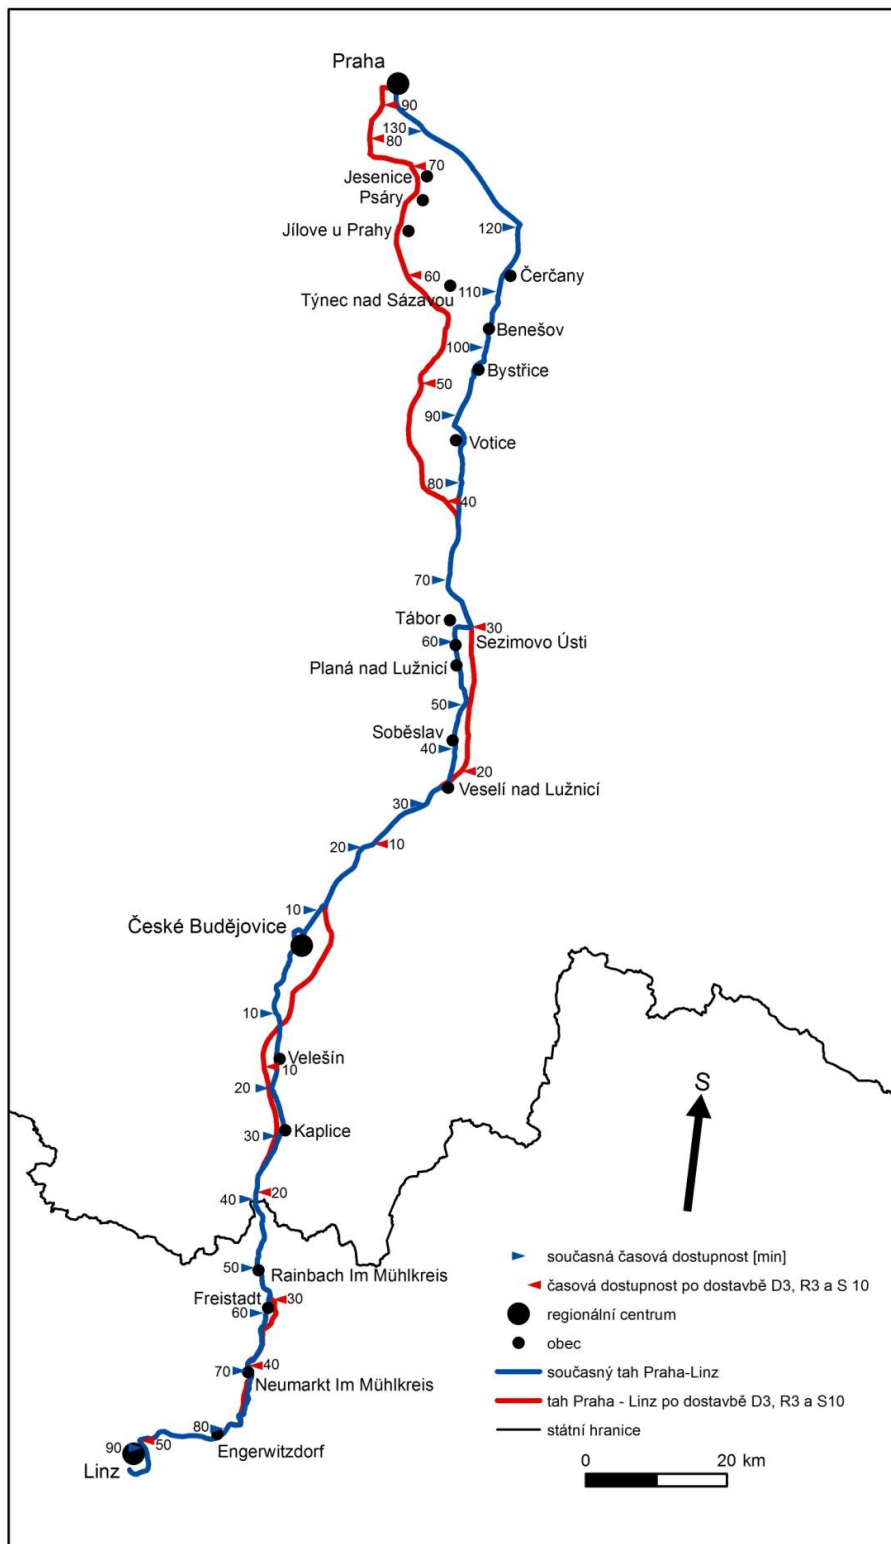 Praha
90
130
80
70
Jesenice
Psáry
Jílove u Prahy
120
60
Čerčany
Týnec nad Sázavou
110
Benešov
100
Bystřice
50
90
Votice
80
40
70
Tábor
30
60
Sezimovo Ústi
Planá nad Lužnicí
50
Soběslav
40
20
Veselí nad Lužnicí
30
20
10
10
České Budějovice
10
Velešín
10
20
S
30
Kaplice
40
20
50
Rainbach Im Mühlkreis
Freistadt
30
60
40
70
Neumarkt Im Mühlkreis
80
90
50
Engerwitzdorf
Linz
současná časová dostupnost [min]
časová dostupnost po dostavbě D3, R3 a S 10
regionální centrum
obec
současný tah Praha-Linz
tah Praha - Linz po dostavbě D3, R3 a S10
státní hranice
0 20 km